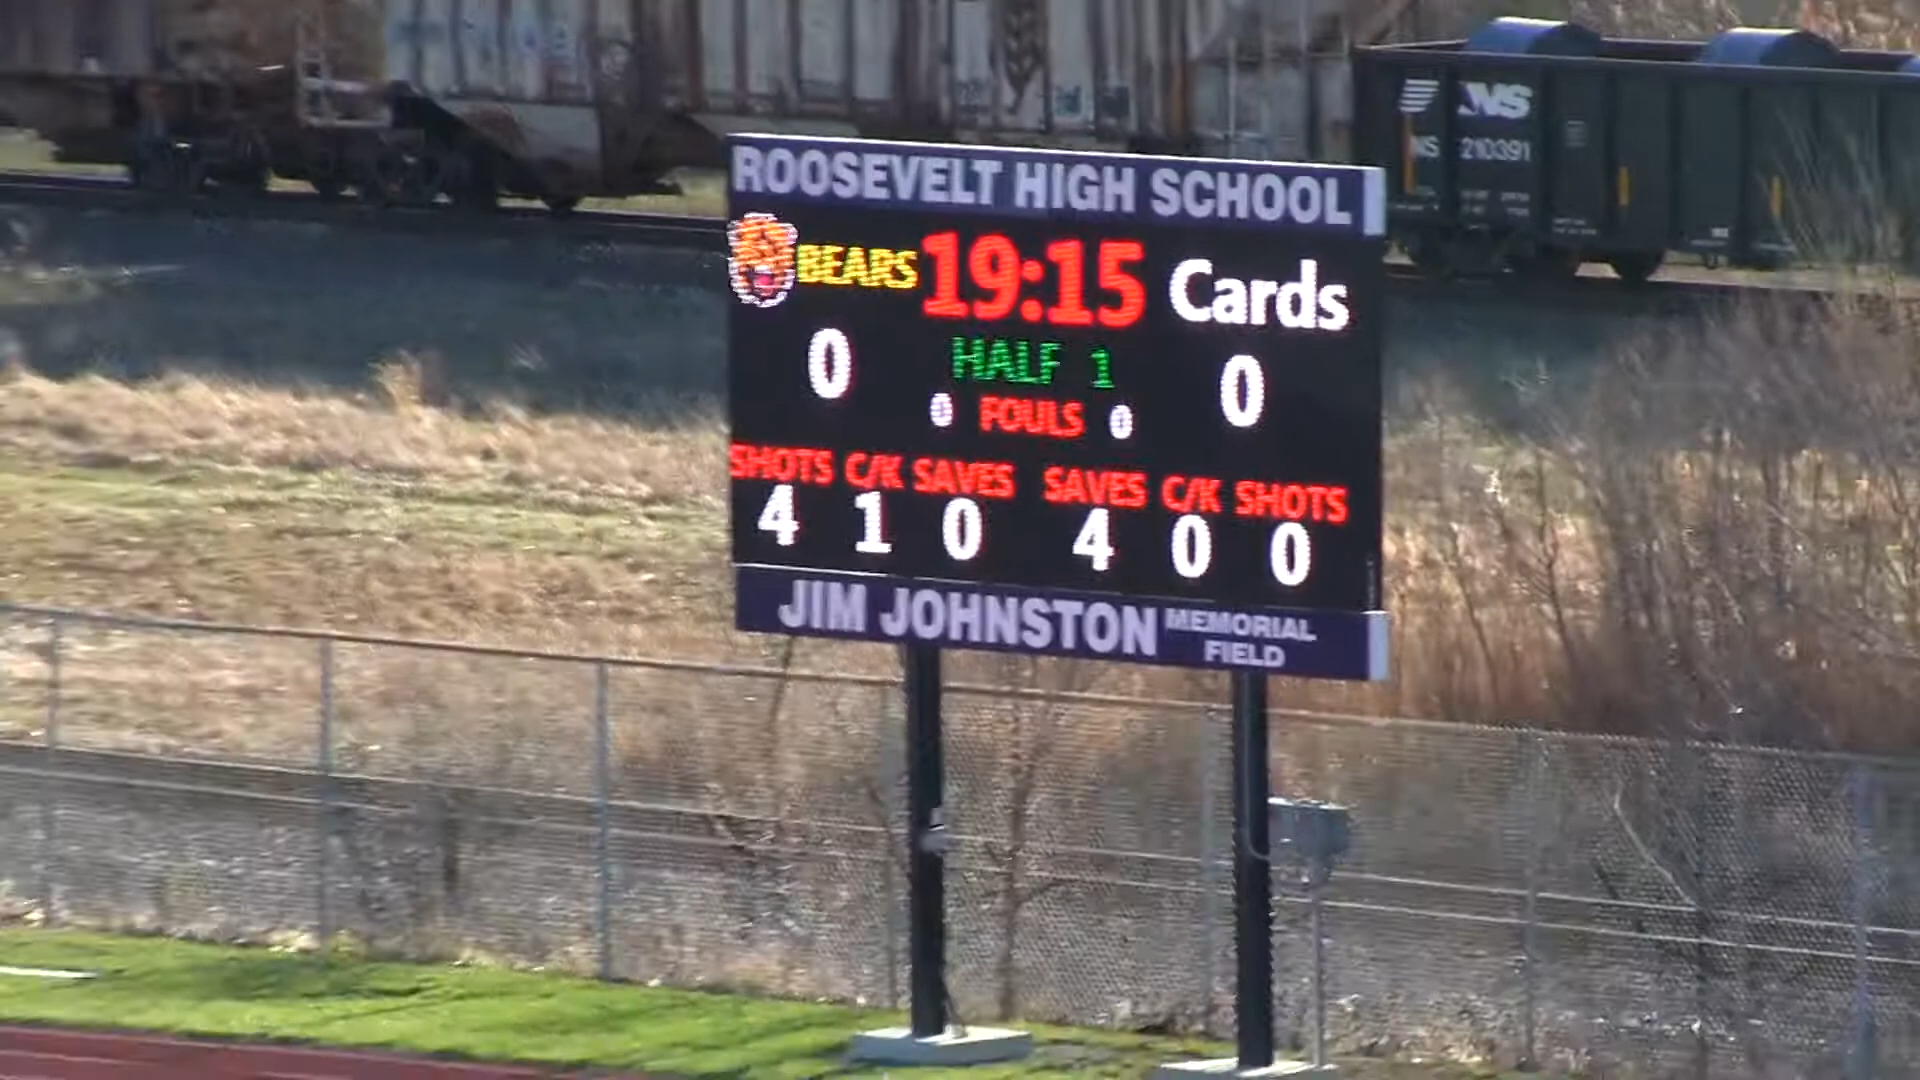 NS
NS 210391
ROOSEVELT HIGH SCHOOL
BEARS 19:15 Cards
0 HALF 1 0
0 FOULS 0
SHOTS C/K SAVES SAVES C/K SHOTS
4 1 0 4 0 0
JIM JOHNSTON MEMORIAL FIELD